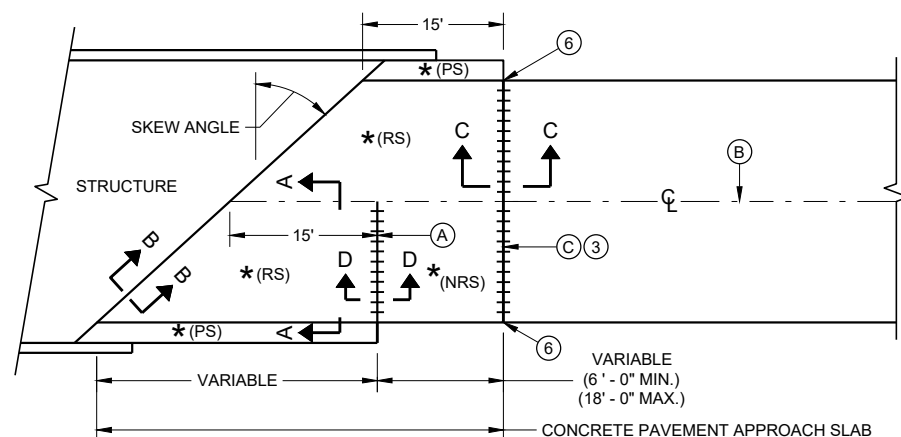 15'
6
*(PS)
SKEW ANGLE
*(RS)
C C
B
STRUCTURE
A
℄
15'
A
B
B
D D
C 3
*(RS)
*(NRS)
*(PS)
A
6
VARIABLE
VARIABLE
(6 ' - 0" MIN.)
(18' - 0" MAX.)
CONCRETE PAVEMENT APPROACH SLAB